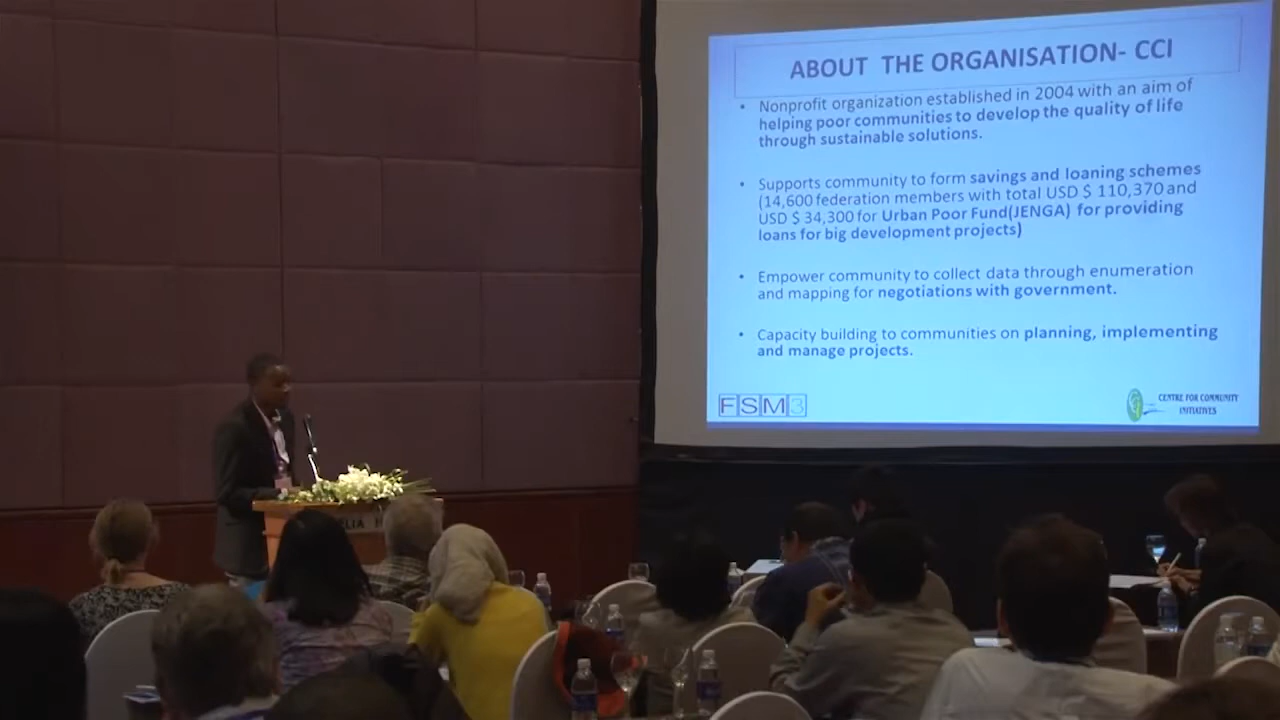 ABOUT THE ORGANISATION- CCI
• Nonprofit organization established in 2004 with an aim of
helping poor communities to develop the quality of life
through sustainable solutions.
• Supports community to form savings and loaning schemes
(14,600 federation members with total USD $ 110,370 and
USD $ 34,300 for Urban Poor Fund(JENGA) for providing
loans for big development projects)
• Empower community to collect data through enumeration
and mapping for negotiations with government.
• Capacity building to communities on planning, implementing
and manage projects.
FSM3
CENTRE FOR COMMUNITY
INITIATIVES